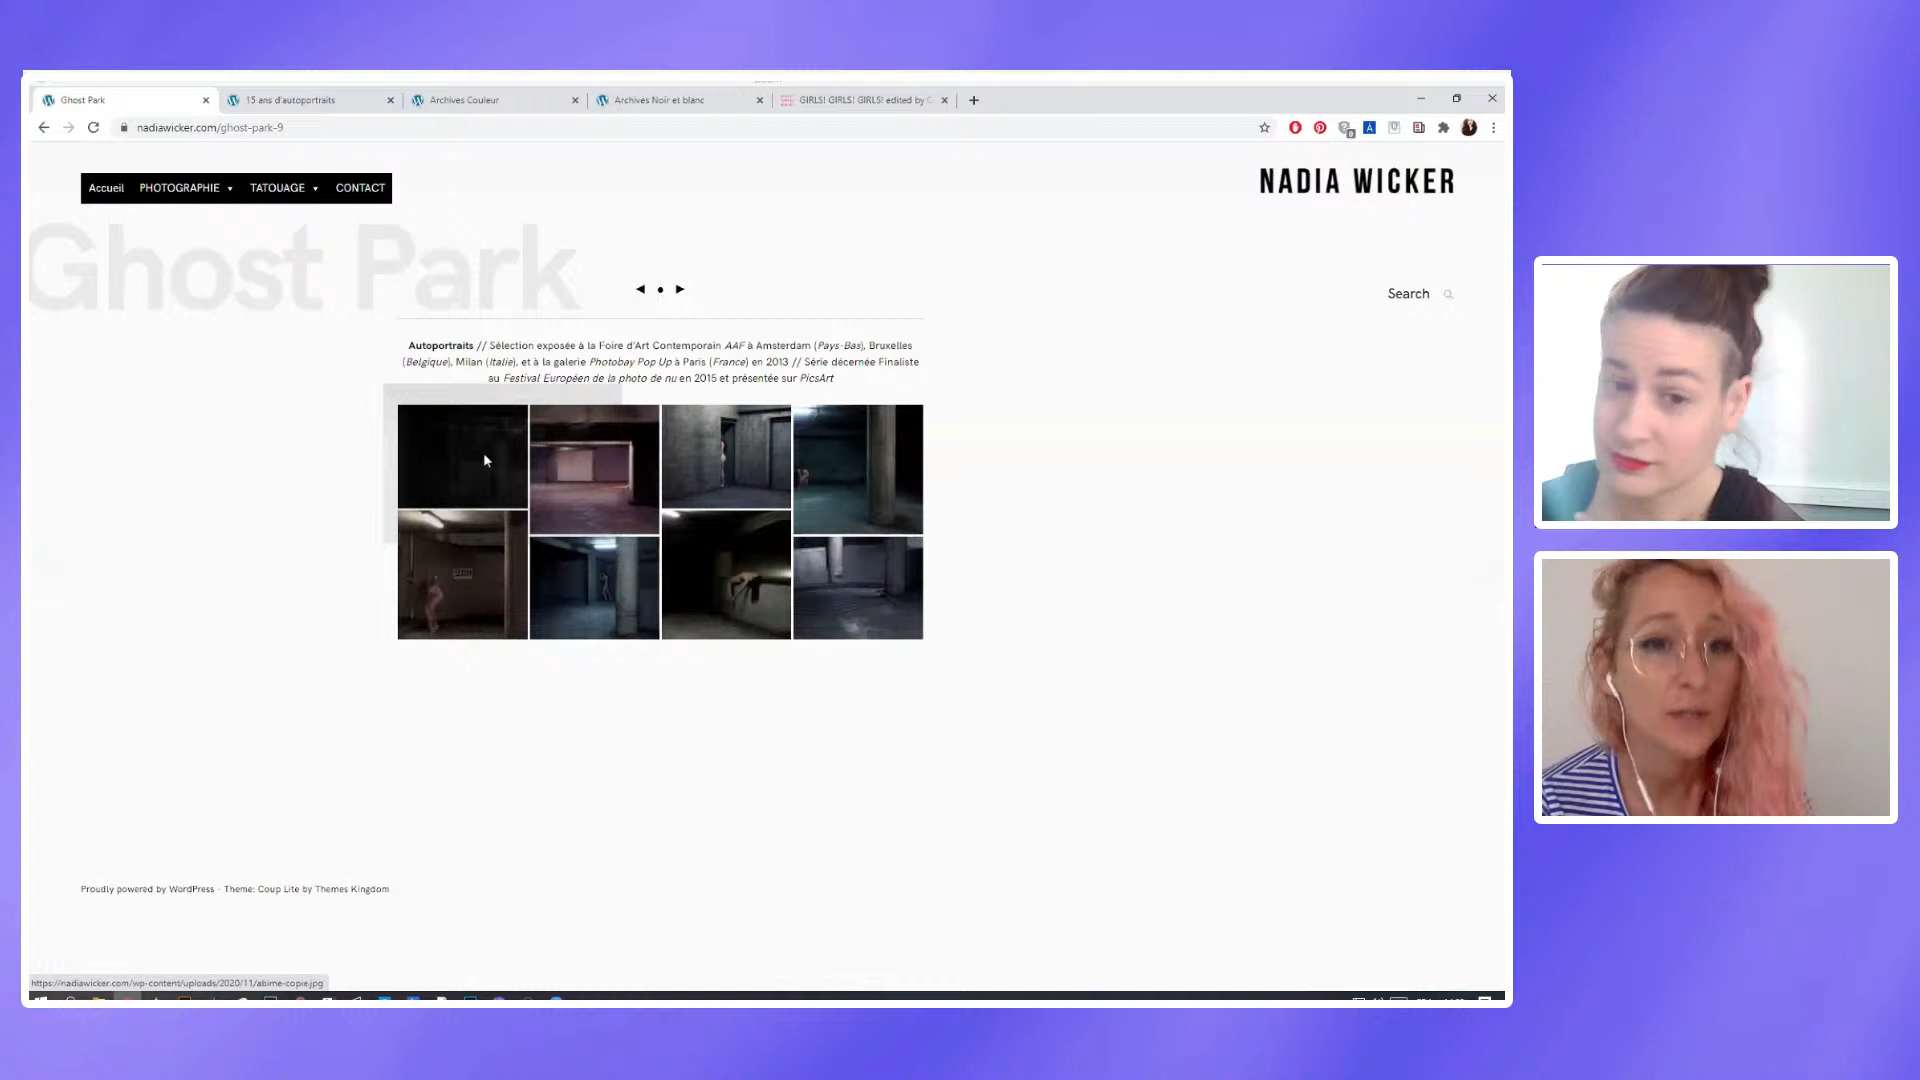 Ghost Park
15 ans d'autoportraits
Archives Couleur
Archives Noir et blanc
GIRLS! GIRLS! GIRLS! edited by
nadiawicker.com/ghost-park-9
Accueil PHOTOGRAPHIE TATOUAGE CONTACT
NADIA WICKER
Ghost Park
Search
Autoportraits // Sélection exposée à la Foire d'Art Contemporain AAF à Amsterdam (Pays-Bas), Bruxelles
(Belgique), Milan (Italie), et à la galerie Photobay Pop Up à Paris (France) en 2013 // Série décernée Finaliste
au Festival Européen de la photo de nu en 2015 et présentée sur PicsArt
Proudly powered by WordPress - Theme: Coup Lite by Themes Kingdom
https://nadiawicker.com/wp-content/uploads/2020/11/abime-copie.jpg